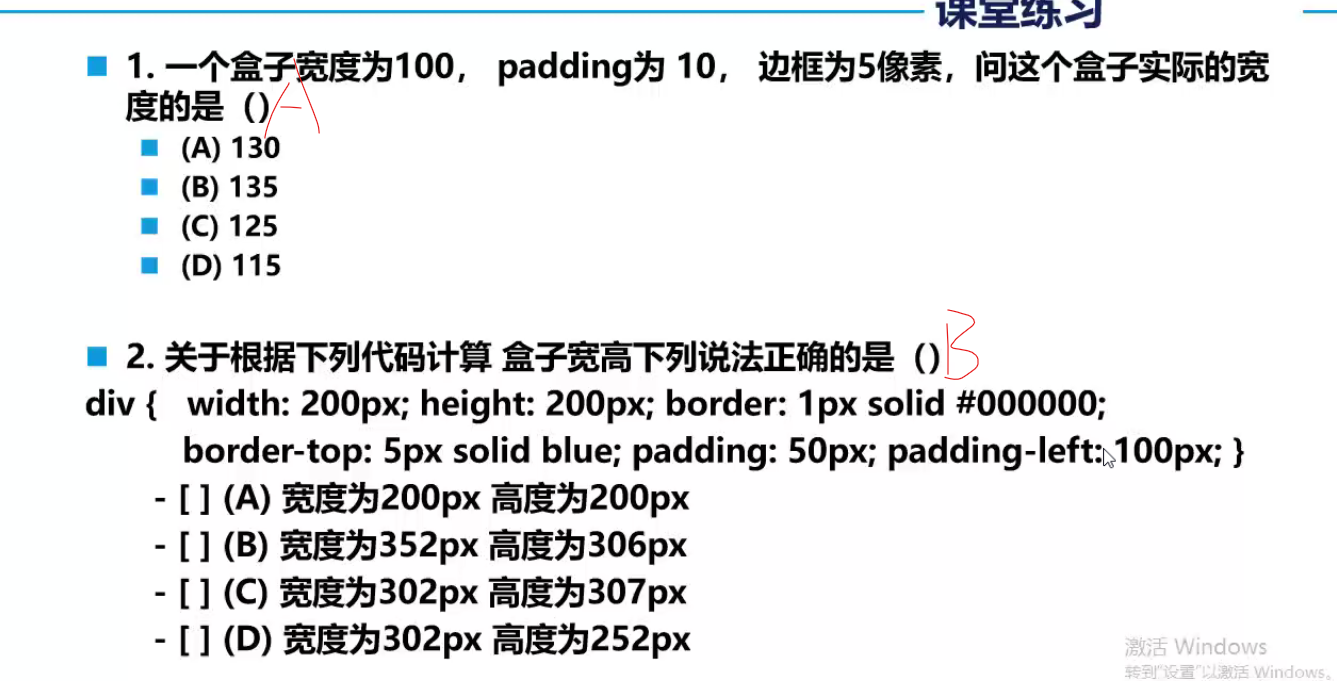 课堂练习
1. 一个盒子宽度为100， padding为 10， 边框为5像素，问这个盒子实际的宽
度的是（）A
(A) 130
(B) 135
(C) 125
(D) 115
2. 关于根据下列代码计算 盒子宽高下列说法正确的是（）B
div { width: 200px; height: 200px; border: 1px solid #000000;
border-top: 5px solid blue; padding: 50px; padding-left: 100px; }
- [ ] (A) 宽度为200px 高度为200px
- [ ] (B) 宽度为352px 高度为306px
- [ ] (C) 宽度为302px 高度为307px
- [ ] (D) 宽度为302px 高度为252px
激活 Windows
转到"设置"以激活 Windows。